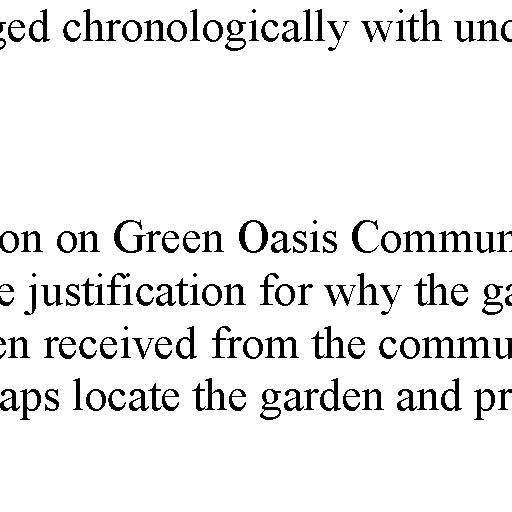 ged chronologically with und
on on Green Oasis Commun
e justification for why the ga
en received from the commu
aps locate the garden and pr